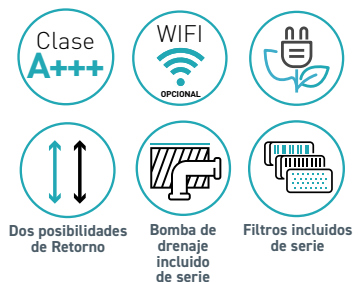 Clase
A+++
WIFI
OPCIONAL
Dos posibilidades
de Retorno
Bomba de
drenaje
incluido
de serie
Filtros incluidos
de serie